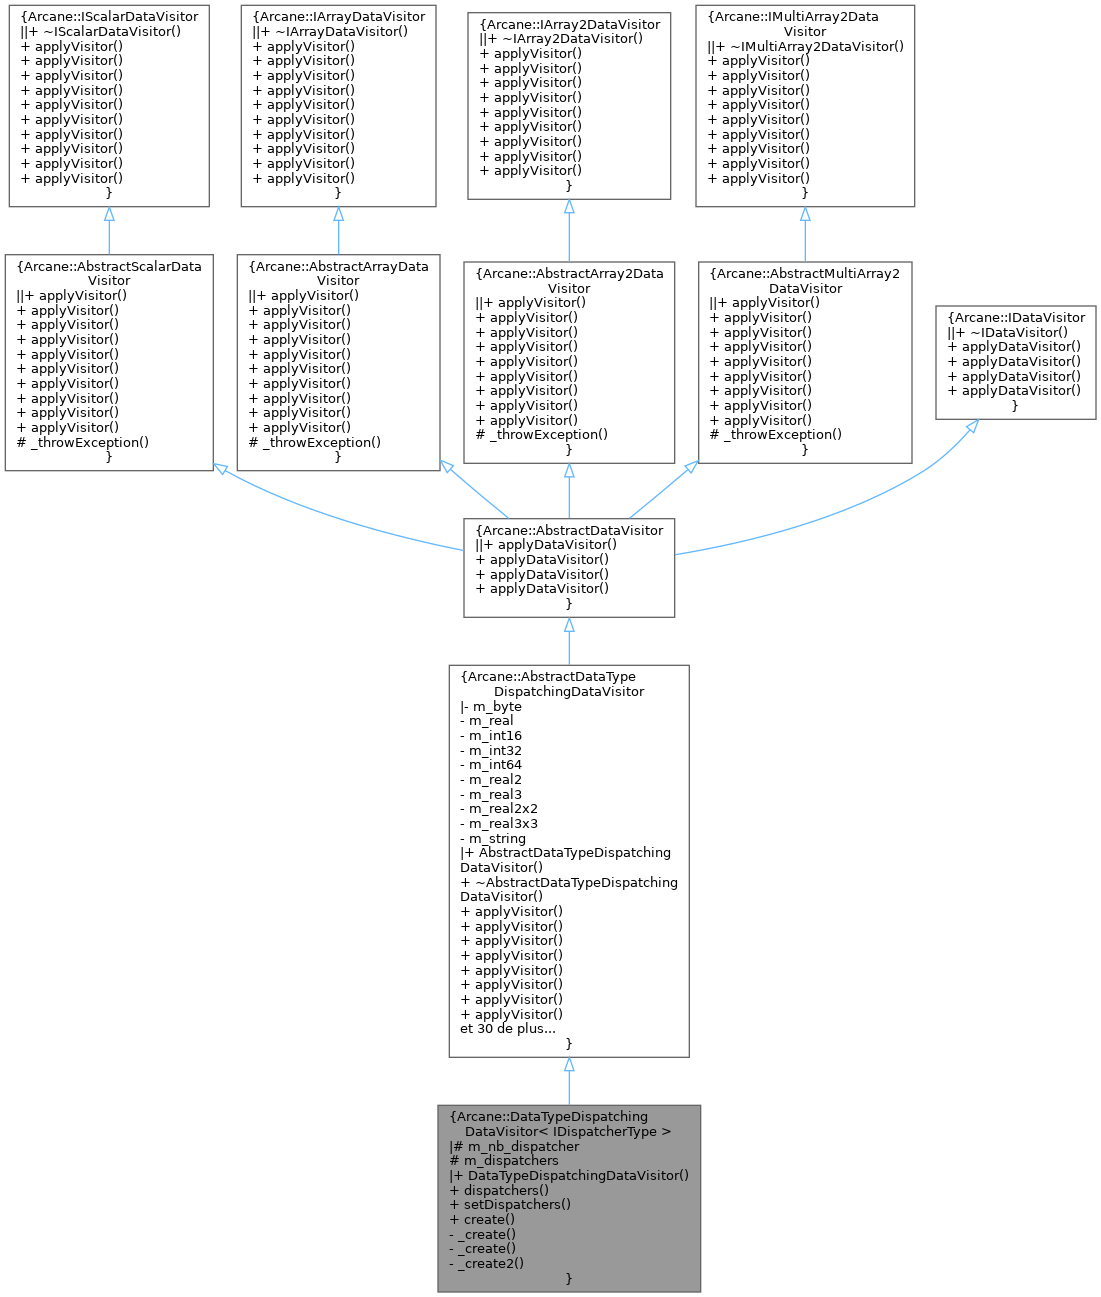 {Arcane::IScalarDataVisitor
||+ ~IScalarDataVisitor()
+ applyVisitor()
+ applyVisitor()
+ applyVisitor()
+ applyVisitor()
+ applyVisitor()
+ applyVisitor()
+ applyVisitor()
+ applyVisitor()
+ applyVisitor()
+ applyVisitor()
}
{Arcane::IArrayDataVisitor
||+ ~IArrayDataVisitor()
+ applyVisitor()
+ applyVisitor()
+ applyVisitor()
+ applyVisitor()
+ applyVisitor()
+ applyVisitor()
+ applyVisitor()
+ applyVisitor()
+ applyVisitor()
+ applyVisitor()
}
{Arcane::IArray2DataVisitor
||+ ~IArray2DataVisitor()
+ applyVisitor()
+ applyVisitor()
+ applyVisitor()
+ applyVisitor()
+ applyVisitor()
+ applyVisitor()
+ applyVisitor()
+ applyVisitor()
+ applyVisitor()
}
{Arcane::IMultiArray2Data
Visitor
||+ ~IMultiArray2DataVisitor()
+ applyVisitor()
+ applyVisitor()
+ applyVisitor()
+ applyVisitor()
+ applyVisitor()
+ applyVisitor()
+ applyVisitor()
+ applyVisitor()
+ applyVisitor()
}
{Arcane::AbstractScalarData
Visitor
||+ applyVisitor()
+ applyVisitor()
+ applyVisitor()
+ applyVisitor()
+ applyVisitor()
+ applyVisitor()
+ applyVisitor()
+ applyVisitor()
+ applyVisitor()
+ applyVisitor()
# _throwException()
}
{Arcane::AbstractArrayData
Visitor
||+ applyVisitor()
+ applyVisitor()
+ applyVisitor()
+ applyVisitor()
+ applyVisitor()
+ applyVisitor()
+ applyVisitor()
+ applyVisitor()
+ applyVisitor()
+ applyVisitor()
# _throwException()
}
{Arcane::AbstractArray2Data
Visitor
||+ applyVisitor()
+ applyVisitor()
+ applyVisitor()
+ applyVisitor()
+ applyVisitor()
+ applyVisitor()
+ applyVisitor()
+ applyVisitor()
+ applyVisitor()
# _throwException()
}
{Arcane::AbstractMultiArray2
DataVisitor
||+ applyVisitor()
+ applyVisitor()
+ applyVisitor()
+ applyVisitor()
+ applyVisitor()
+ applyVisitor()
+ applyVisitor()
+ applyVisitor()
+ applyVisitor()
# _throwException()
}
{Arcane::IDataVisitor
||+ ~IDataVisitor()
+ applyDataVisitor()
+ applyDataVisitor()
+ applyDataVisitor()
+ applyDataVisitor()
}
{Arcane::AbstractDataVisitor
||+ applyDataVisitor()
+ applyDataVisitor()
+ applyDataVisitor()
+ applyDataVisitor()
}
{Arcane::AbstractDataType
DispatchingDataVisitor
|- m_byte
- m_real
- m_int16
- m_int32
- m_int64
- m_real2
- m_real3
- m_real2x2
- m_real3x3
- m_string
|+ AbstractDataTypeDispatching
DataVisitor()
+ ~AbstractDataTypeDispatching
DataVisitor()
+ applyVisitor()
+ applyVisitor()
+ applyVisitor()
+ applyVisitor()
+ applyVisitor()
+ applyVisitor()
+ applyVisitor()
+ applyVisitor()
et 30 de plus...
}
{Arcane::DataTypeDispatching
DataVisitor< IDispatcherType >
|# m_nb_dispatcher
# m_dispatchers
|+ DataTypeDispatchingDataVisitor()
+ dispatchers()
+ setDispatchers()
+ create()
- _create()
- _create()
- _create2()
}